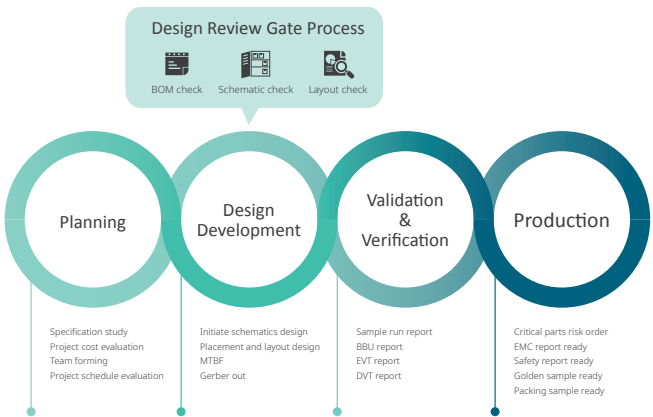 Design Review Gate Process
BOM check
Schematic check
Layout check
Planning
Design
Development
Validation
&
Verification
Production
Specification study
Project cost evaluation
Team forming
Project schedule evaluation
Initiate schematics design
Placement and layout design
MTBF
Gerber out
Sample run report
BBU report
EVT report
DVT report
Critical parts risk order
EMC report ready
Safety report ready
Golden sample ready
Packing sample ready